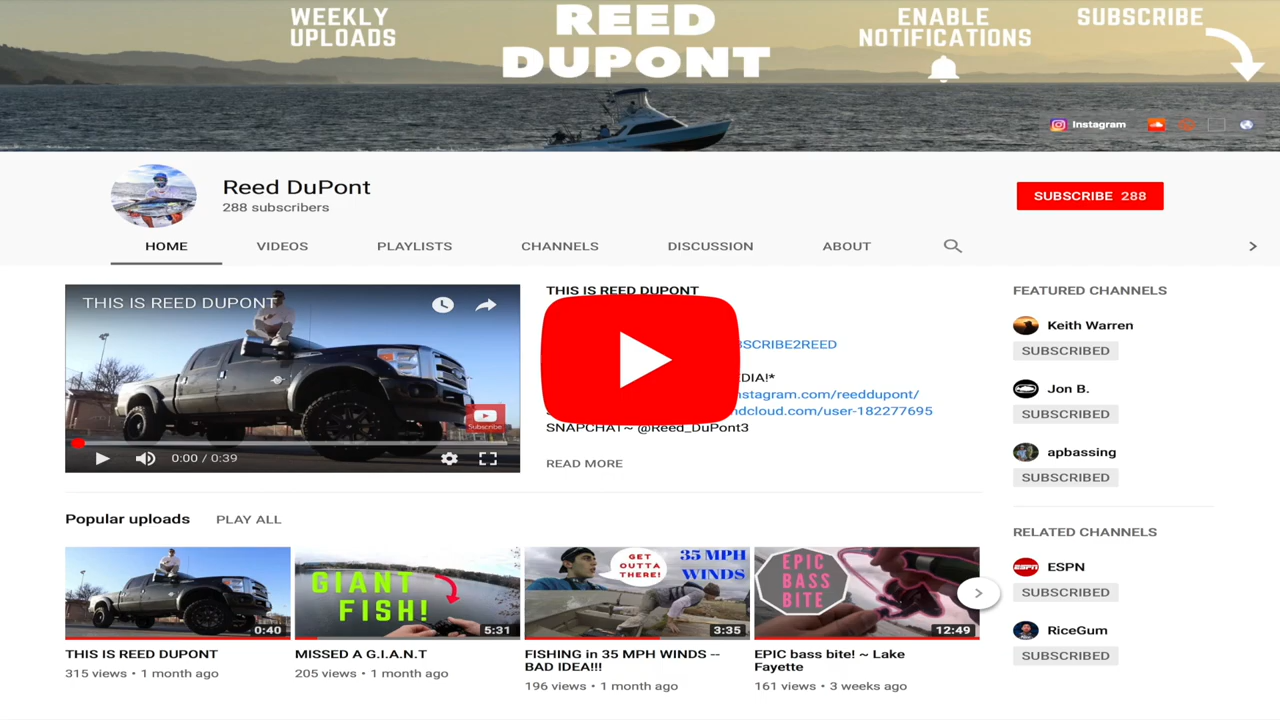 WEEKLY
UPLOADS
REED
DUPONT
ENABLE
NOTIFICATIONS
SUBSCRIBE
Instagram
Reed DuPont
288 subscribers
SUBSCRIBE 288
HOME VIDEOS PLAYLISTS CHANNELS DISCUSSION ABOUT
THIS IS REED DUPONT
Subscribe
0:00 / 0:39
THIS IS REED DUPONT
SCRIBE2REED
DIA!*
nstagram.com/reeddupont/
ndcloud.com/user-182277695
SNAPCHAT~ @Reed_DuPont3
READ MORE
FEATURED CHANNELS
Keith Warren
SUBSCRIBED
Jon B.
SUBSCRIBED
apbassing
SUBSCRIBED
RELATED CHANNELS
ESPN
ESPN
SUBSCRIBED
RiceGum
SUBSCRIBED
Popular uploads PLAY ALL
0:40
THIS IS REED DUPONT
315 views • 1 month ago
GIANT
FISH!
5:31
MISSED A G.I.A.N.T
205 views • 1 month ago
GET
OUTTA
THERE!
35 MPH
WINDS
3:35
FISHING in 35 MPH WINDS --
BAD IDEA!!!
196 views • 1 month ago
EPIC
BASS
BITE
12:49
EPIC bass bite! ~ Lake
Fayette
161 views • 3 weeks ago